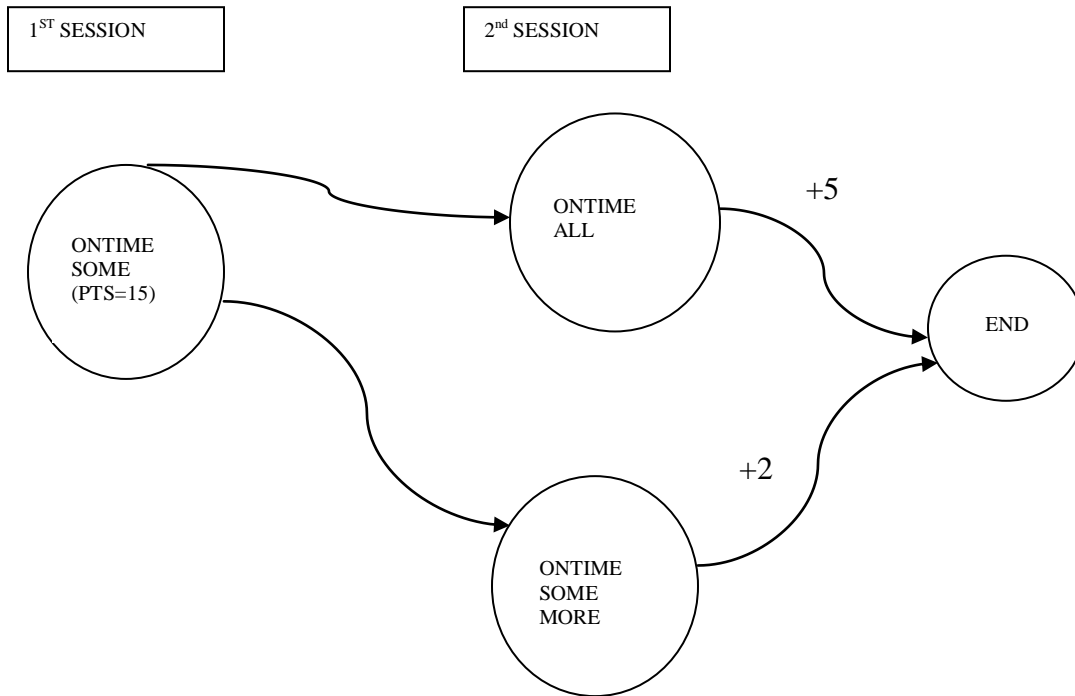 1ST SESSION
2nd SESSION
ONTIME
SOME
(PTS=15)
ONTIME
ALL
+5
END
+2
ONTIME
SOME
MORE